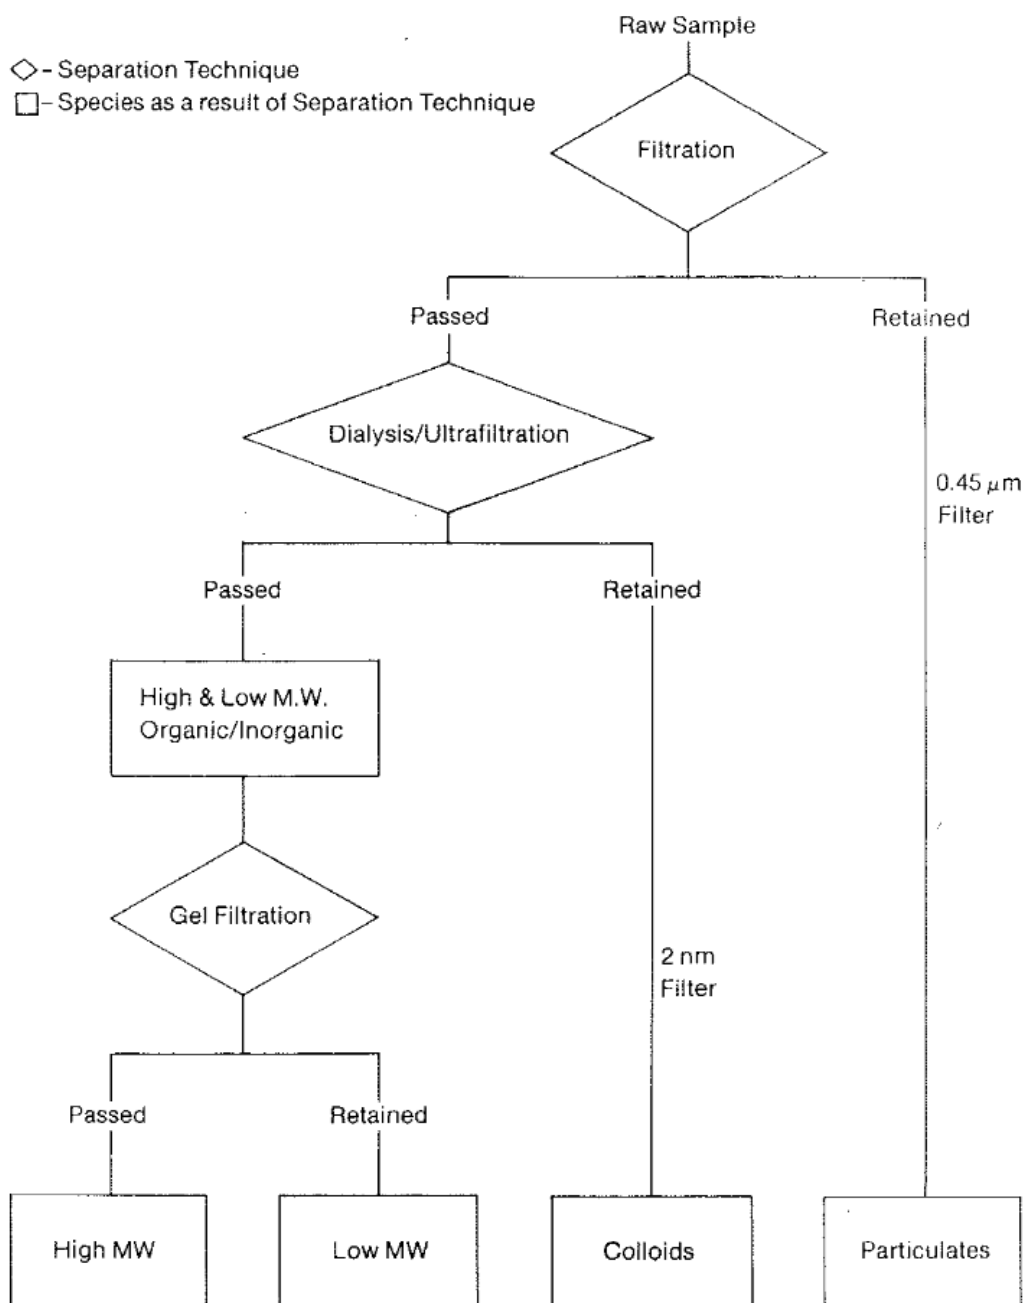 Raw Sample
◇ - Separation Technique
□ - Species as a result of Separation Technique
Filtration
Passed
Retained
Dialysis/Ultrafiltration
0.45 μm
Filter
Passed
Retained
High & Low M.W.
Organic/Inorganic
Gel Filtration
2 nm
Filter
Passed
Retained
High MW
Low MW
Colloids
Particulates